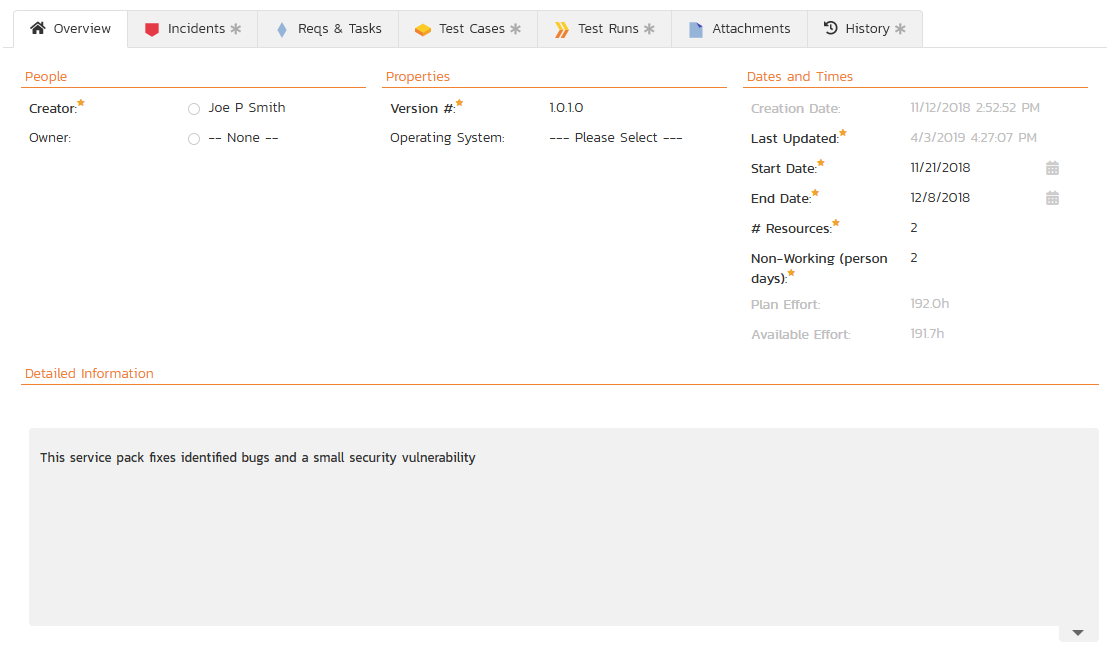 Overview Incidents * Reqs & Tasks Test Cases * Test Runs * Attachments History *
People Properties Dates and Times
Creator:* Joe P Smith Version #:* 1.0.1.0 Creation Date: 11/12/2018 2:52:52 PM
Owner: -- None -- Operating System: --- Please Select --- Last Updated:* 4/3/2019 4:27:07 PM
Start Date:* 11/21/2018
End Date:* 12/8/2018
# Resources:* 2
Non-Working (person 2
days):*
Plan Effort: 192.0h
Available Effort: 191.7h
Detailed Information
This service pack fixes identified bugs and a small security vulnerability